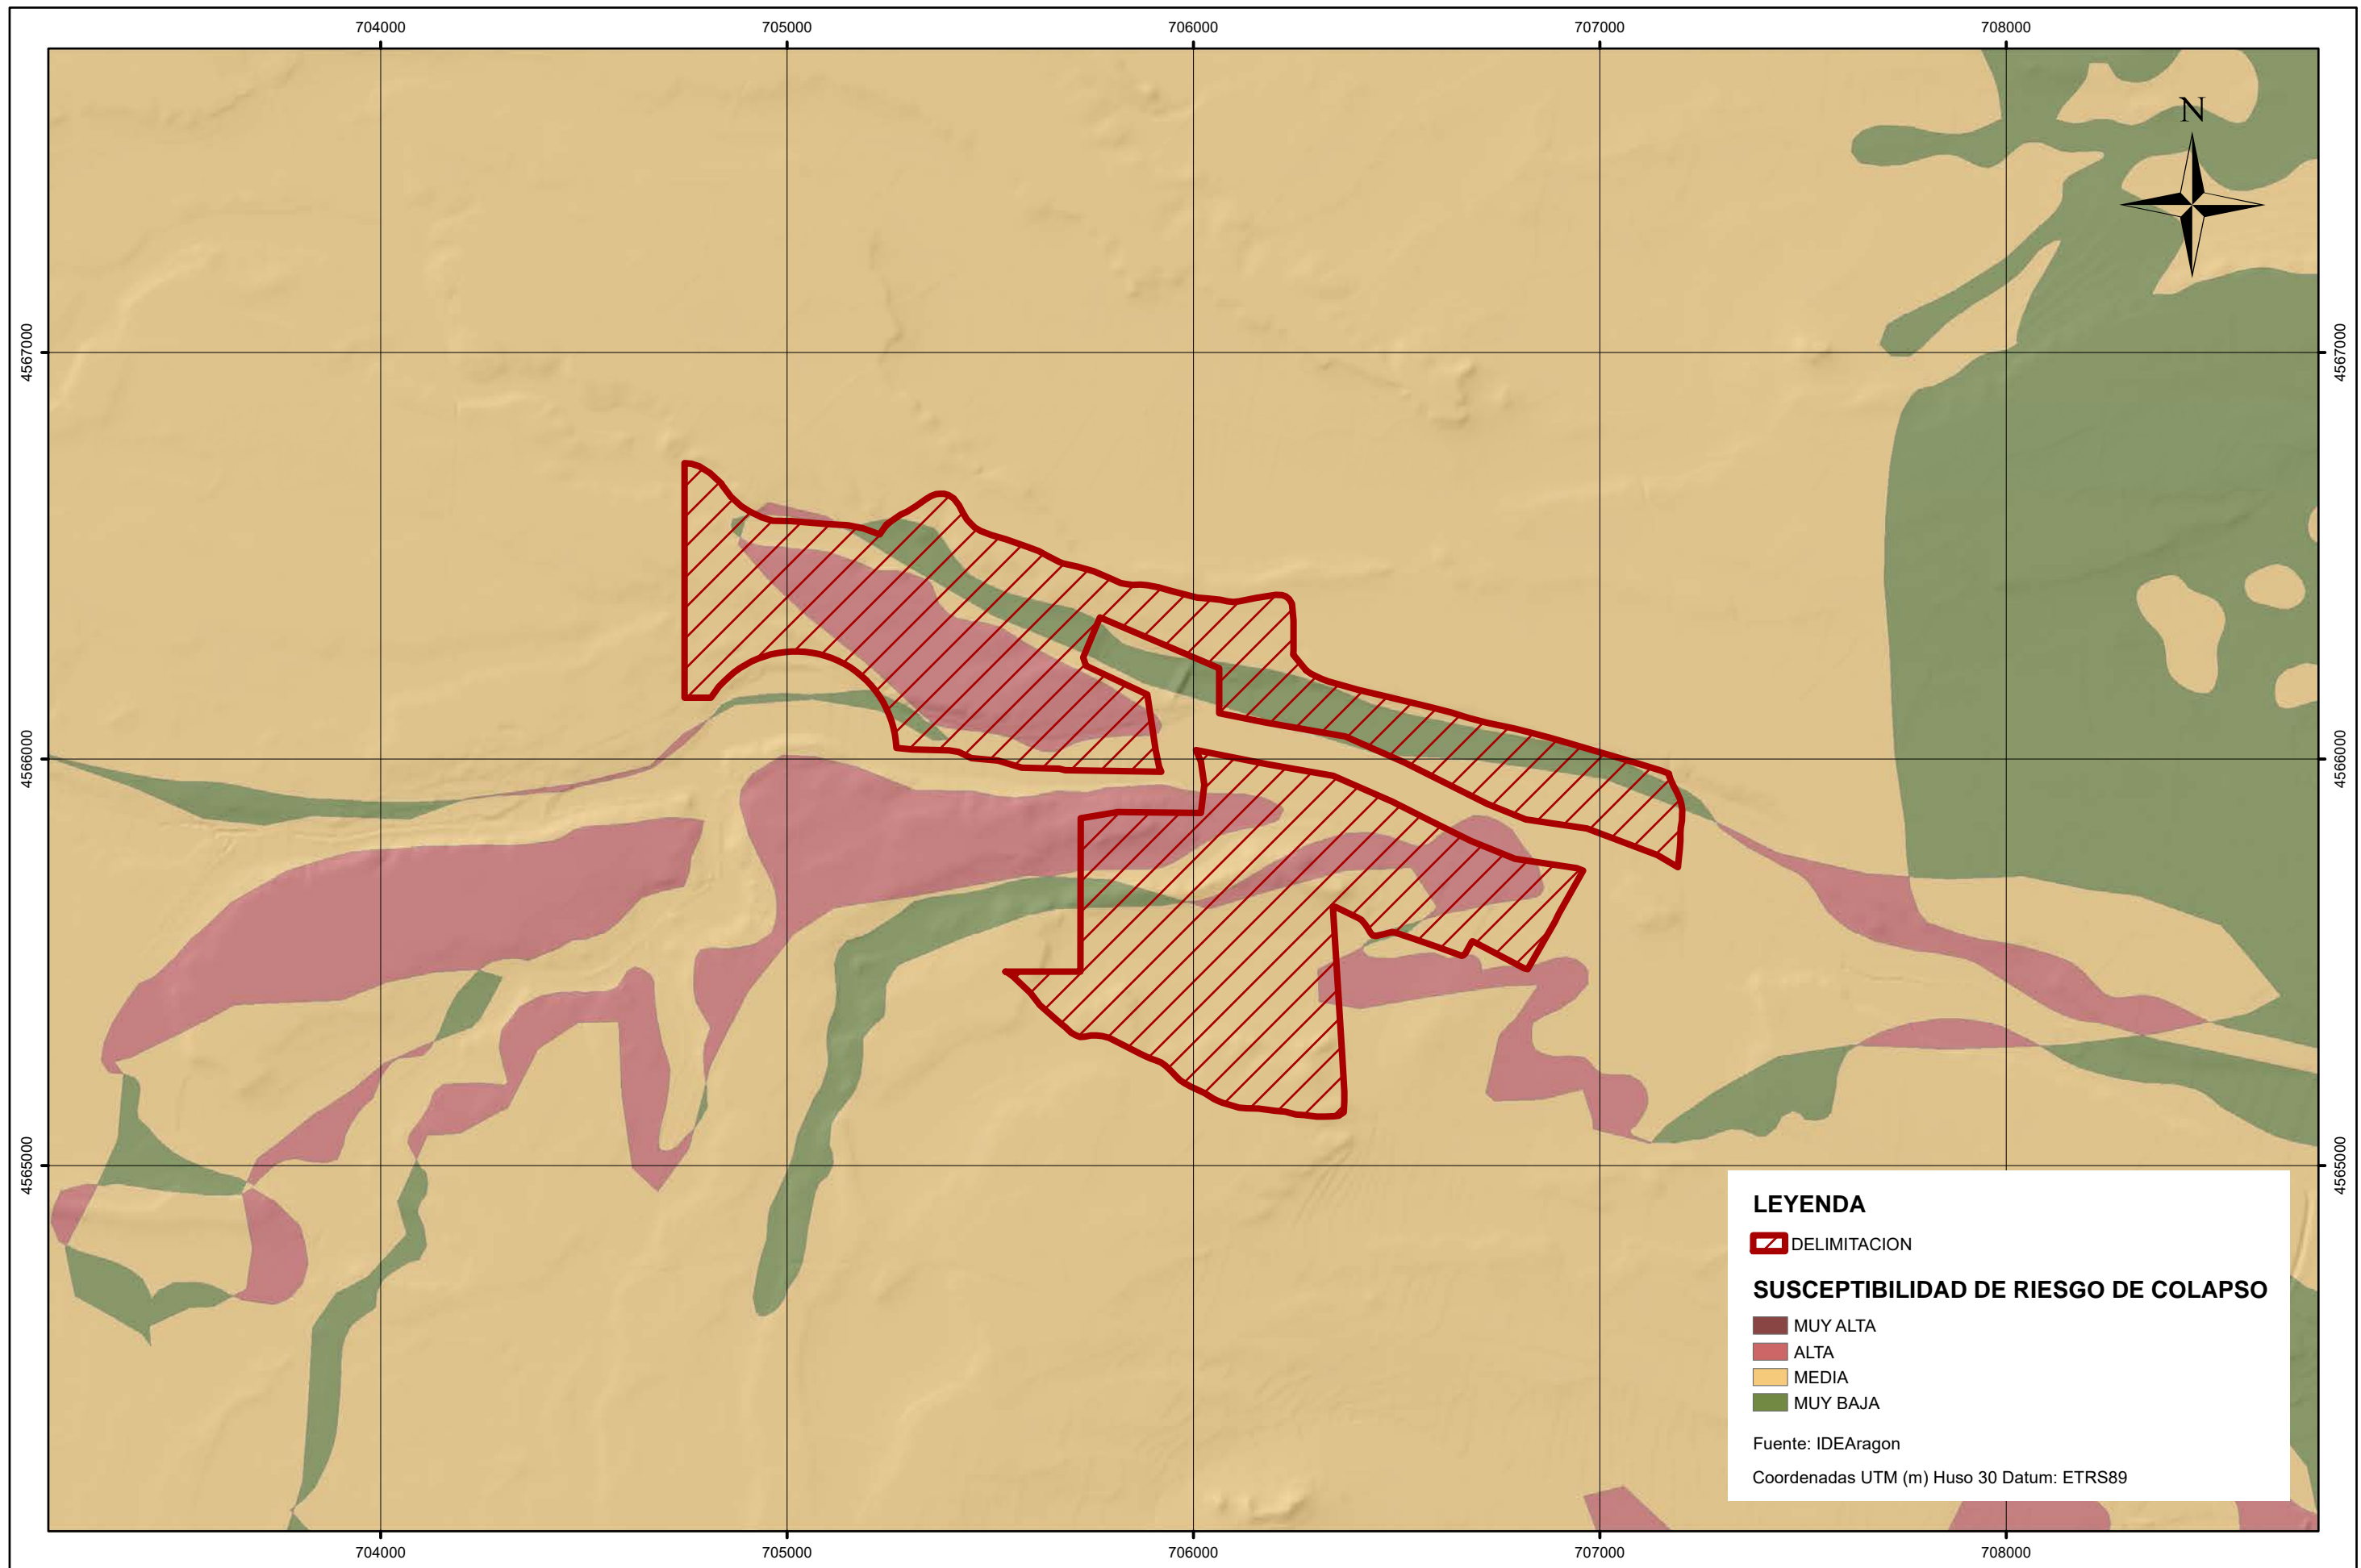 704000
705000
706000
707000
708000
N
4567000
4567000
4566000
4566000
4565000
4565000
LEYENDA
DELIMITACION
SUSCEPTIBILIDAD DE RIESGO DE COLAPSO
MUY ALTA
ALTA
MEDIA
MUY BAJA
Fuente: IDEAragon
Coordenadas UTM (m) Huso 30 Datum: ETRS89
704000
705000
706000
707000
708000